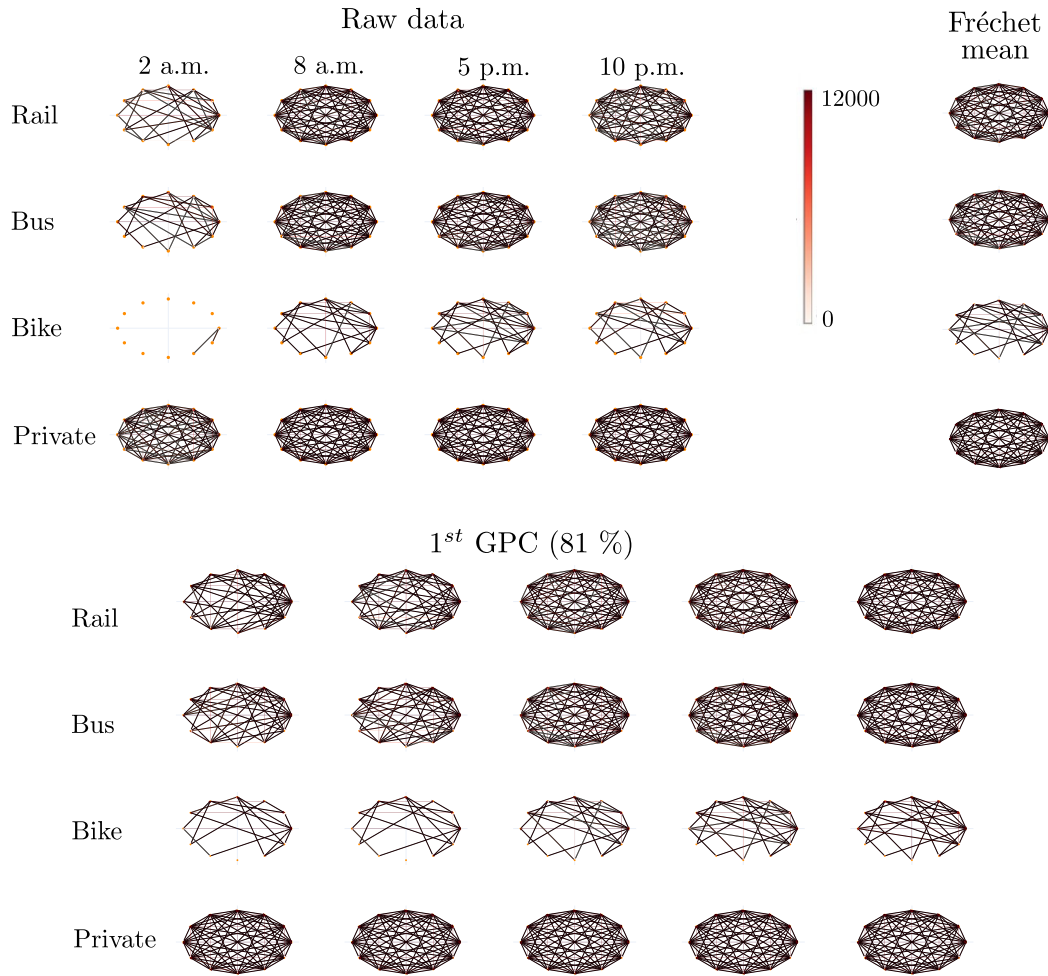 Raw data
Fréchet
mean
2 a.m.
8 a.m.
5 p.m.
10 p.m.
12000
0
Rail
Bus
Bike
Private
1st GPC (81 %)
Rail
Bus
Bike
Private